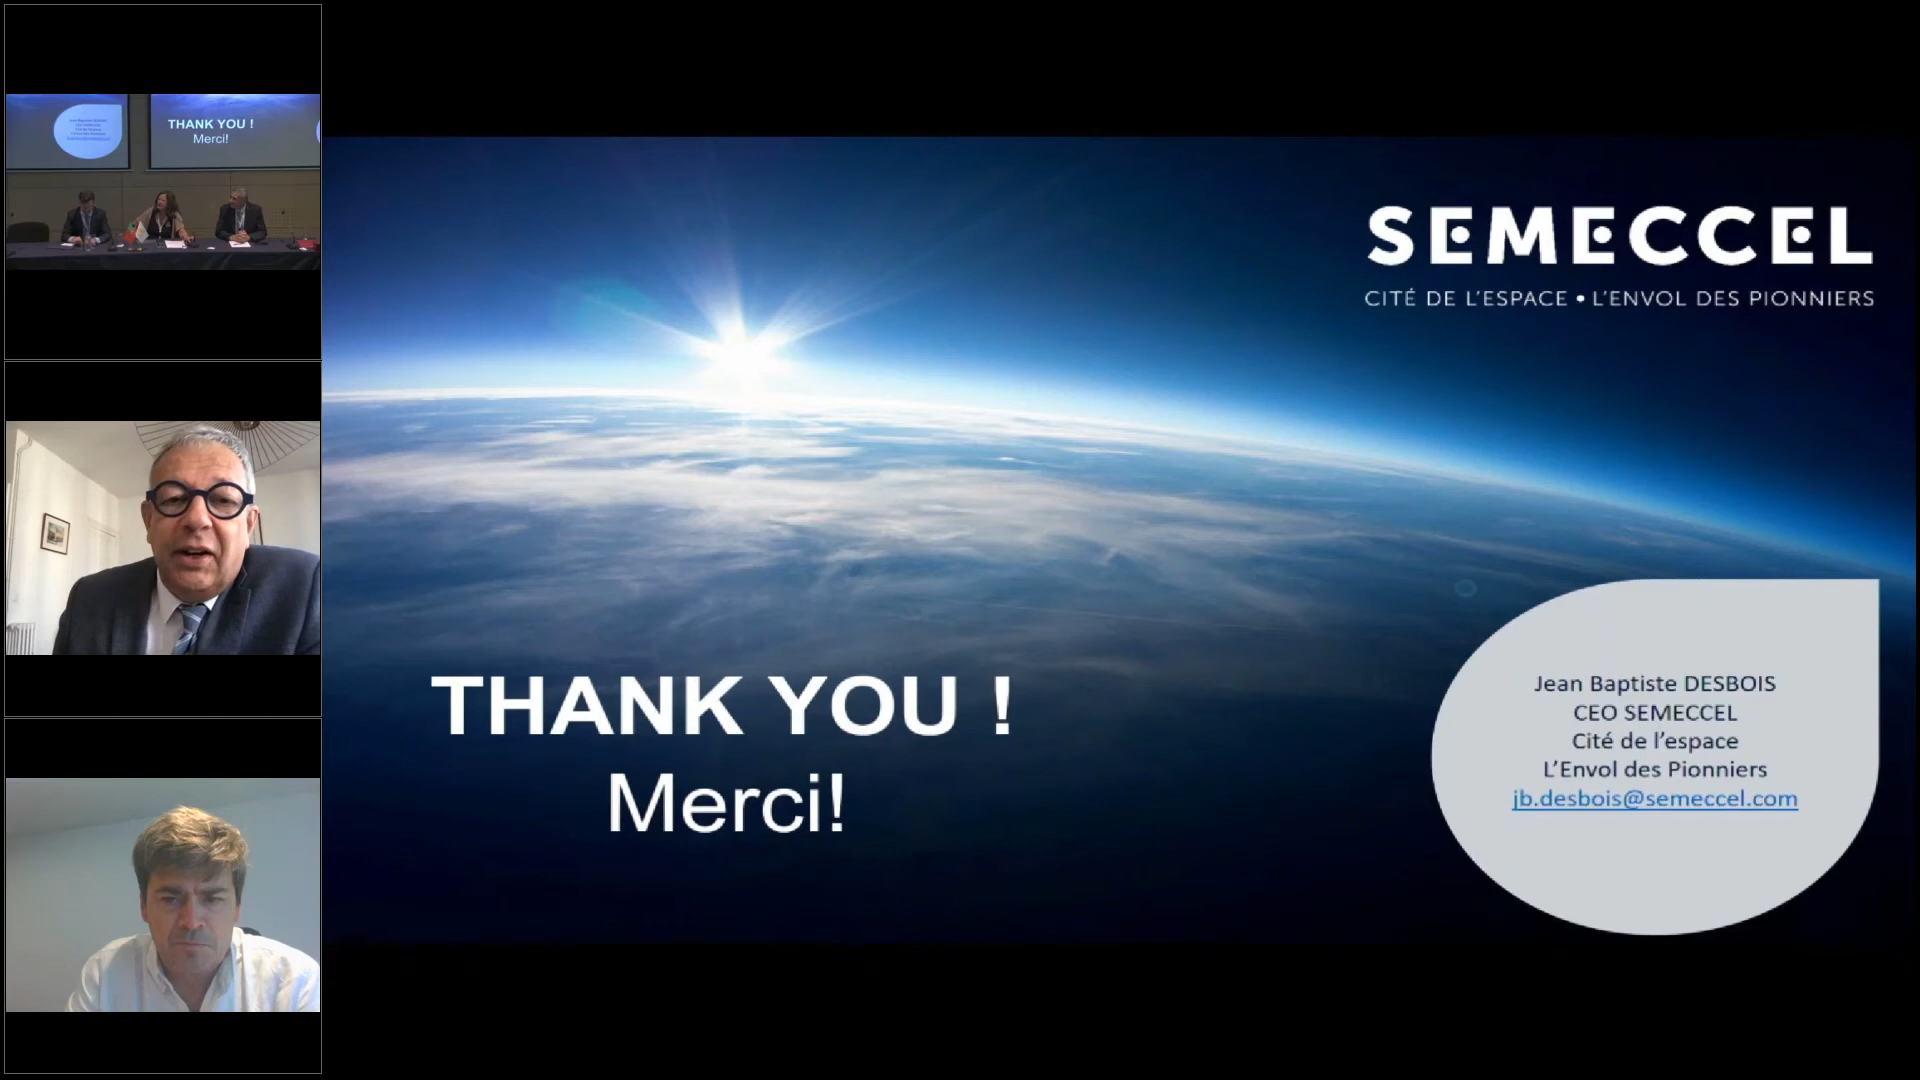 THANK YOU !
Merci!
SEMECCEL
CITÉ DE L'ESPACE • L'ENVOL DES PIONNIERS
THANK YOU !
Merci!
Jean Baptiste DESBOIS
CEO SEMECCEL
Cité de l'espace
L'Envol des Pionniers
jb.desbois@semeccel.com